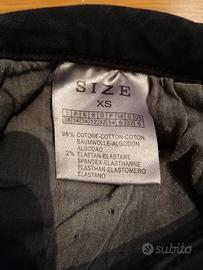 SIZE
XS
98% COTONE-COTTON-COTON
BAUMWOLLE-ALGODON
ALGODAO
2% ELASTAN-ELASTANE
SPANDEX-ELASTHANNE
ELASTHAN-ELASTOMERO
ELASTANO
subito